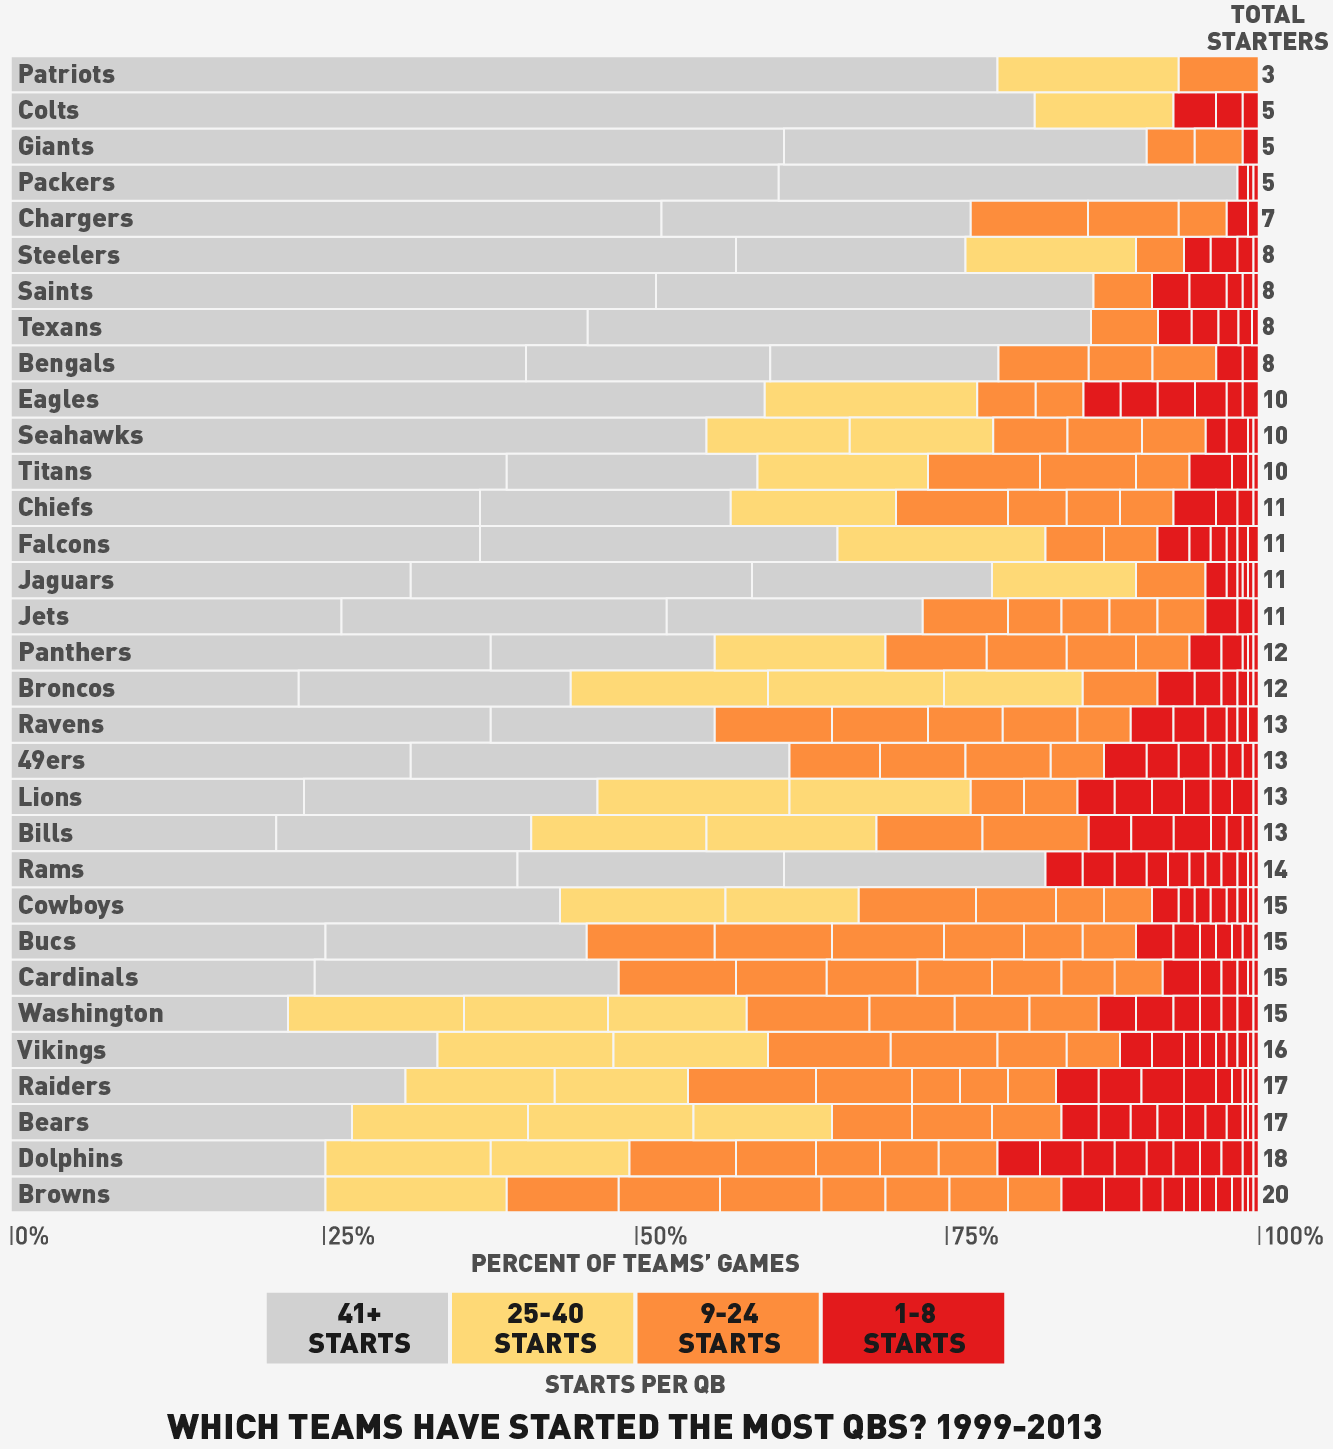 TOTAL
STARTERS
Patriots 3
Colts 5
Giants 5
Packers 5
Chargers 7
Steelers 8
Saints 8
Texans 8
Bengals 8
Eagles 10
Seahawks 10
Titans 10
Chiefs 11
Falcons 11
Jaguars 11
Jets 11
Panthers 12
Broncos 12
Ravens 13
49ers 13
Lions 13
Bills 13
Rams 14
Cowboys 15
Bucs 15
Cardinals 15
Washington 15
Vikings 16
Raiders 17
Bears 17
Dolphins 18
Browns 20
0% 25% 50% 75% 100%
PERCENT OF TEAMS’ GAMES
41+ 25-40 9-24 1-8
STARTS STARTS STARTS STARTS
STARTS PER QB
WHICH TEAMS HAVE STARTED THE MOST QBS? 1999-2013